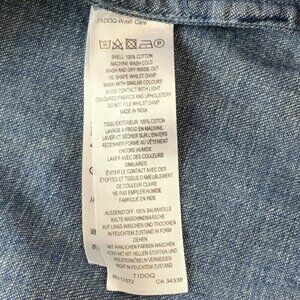 71DOQ-Wash Care
SHELL: 100% COTTON
MACHINE WASH COLD
WASH AND DRY INSIDE OUT
RE-SHAPE WHILST DAMP
WASH WITH SIMILAR COLOURS
AVOID CONTACT WITH LIGHT
COLOURED FABRICS AND UPHOLSTERY
DO NOT PILE WHILST DAMP
MADE IN INDIA
TISSU EXTÉRIEUR: 100% COTON
LAVAGE A FROID EN MACHINE.
LAVER ET SÉCHER SUR L'ENVERS
REDONNER FORME AU VÊTEMENT
ENCORE HUMIDE
LAVER AVEC DES COULEURS
SIMILAIRES
ÉVITER LE CONTACT AVEC DES
ÉTOFFES ET TISSUS D AMEUBLEMENT
DE COULEUR CLAIRE
NE PAS EMPILER HUMIDE
FABRIQUÉ EN INDE
AUSSENSTOFF: 100% BAUMWOLLE
KALTE MASCHINENWÄSCHE
AUF LINKS WASCHEN UND TROCKNEN
IN FEUCHTEM ZUSTAND IN FORM
ZIEHEN
MIT ÄHNLICHEN FARBEN WASCHEN
KONTAKT MIT HELLEN STOFFEN UND
POLSTERMÖBELN VERMEIDEN
NICHT IN FEUCHTEM ZUSTAND
71DOQ
CA 34338